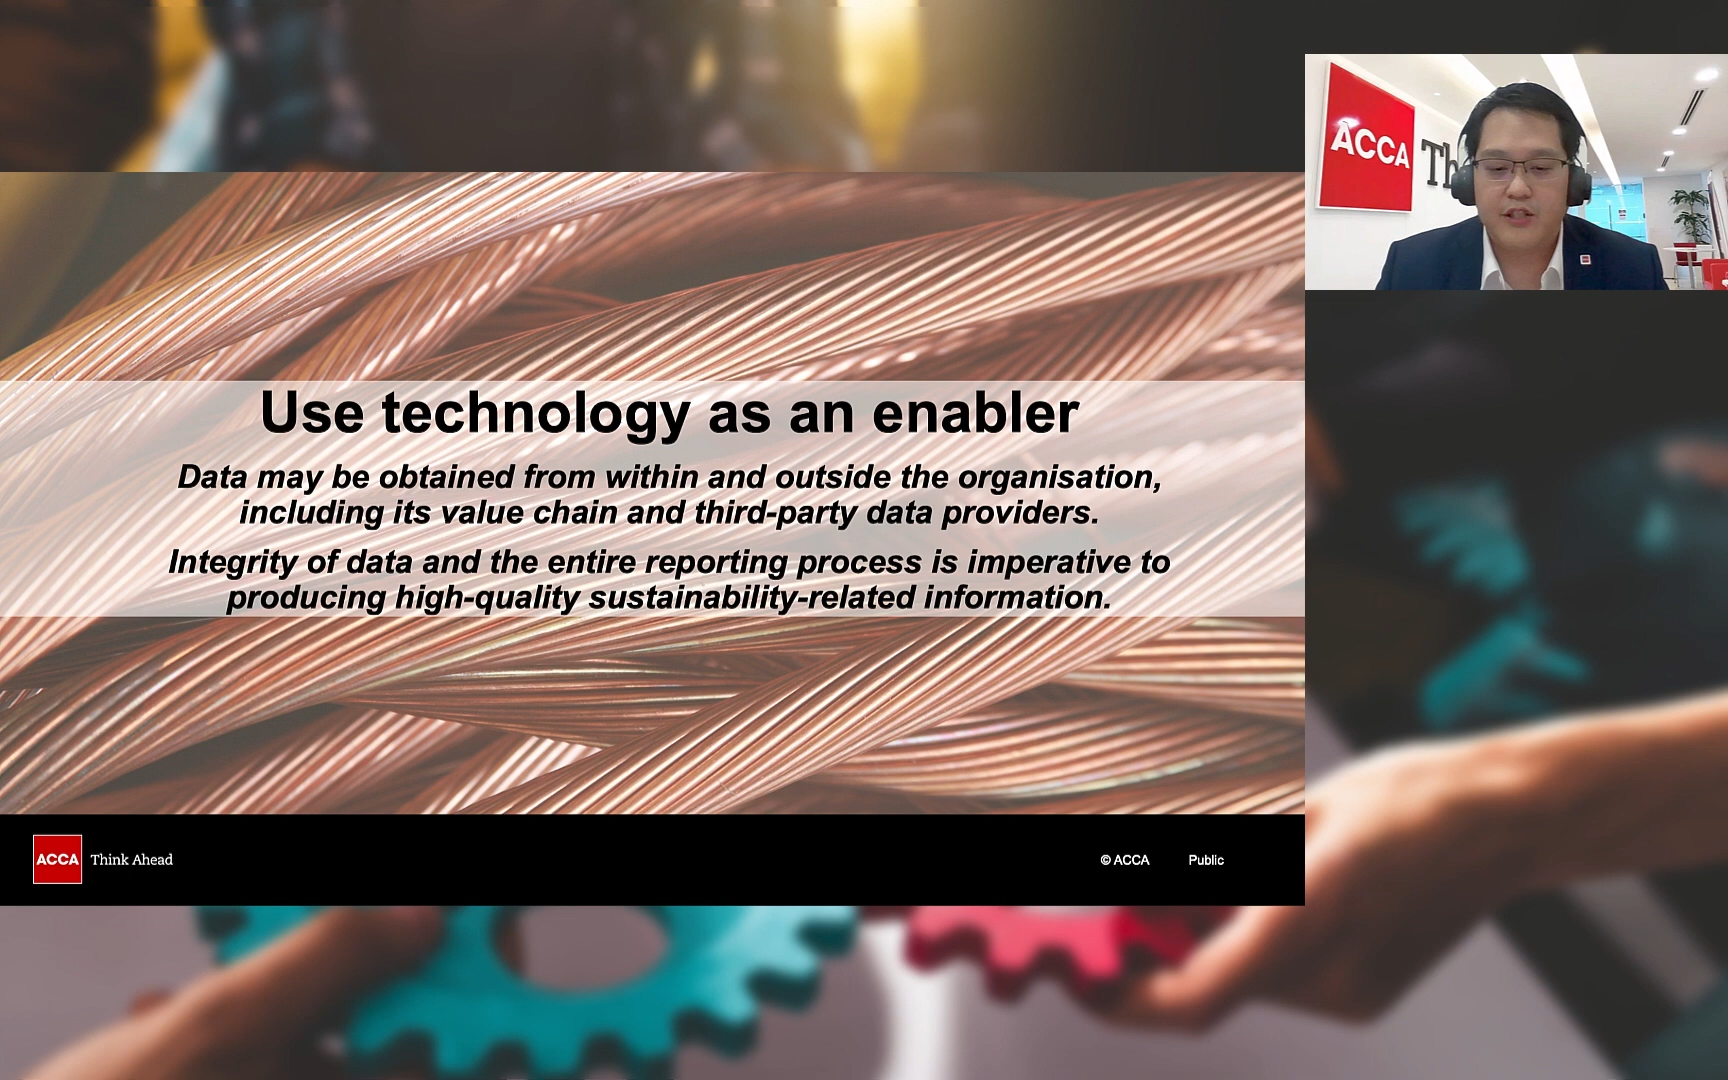 Use technology as an enabler
Data may be obtained from within and outside the organisation,
including its value chain and third-party data providers.
Integrity of data and the entire reporting process is imperative to
producing high-quality sustainability-related information.
ACCA Think Ahead
© ACCA Public
ACCA Th